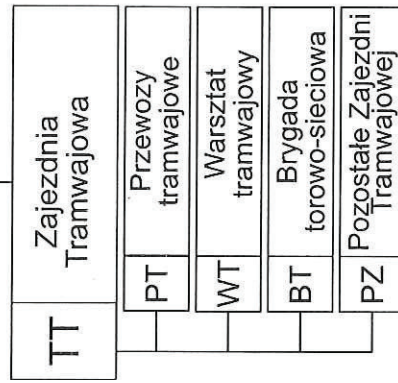 TT
Zajezdnia
Tramwajowa
PT
Przewozy
tramwajowe
WT
Warsztat
tramwajowy
BT
Brygada
torowo-sieciowa
PZ
Pozostałe Zajezdni
Tramwajowej